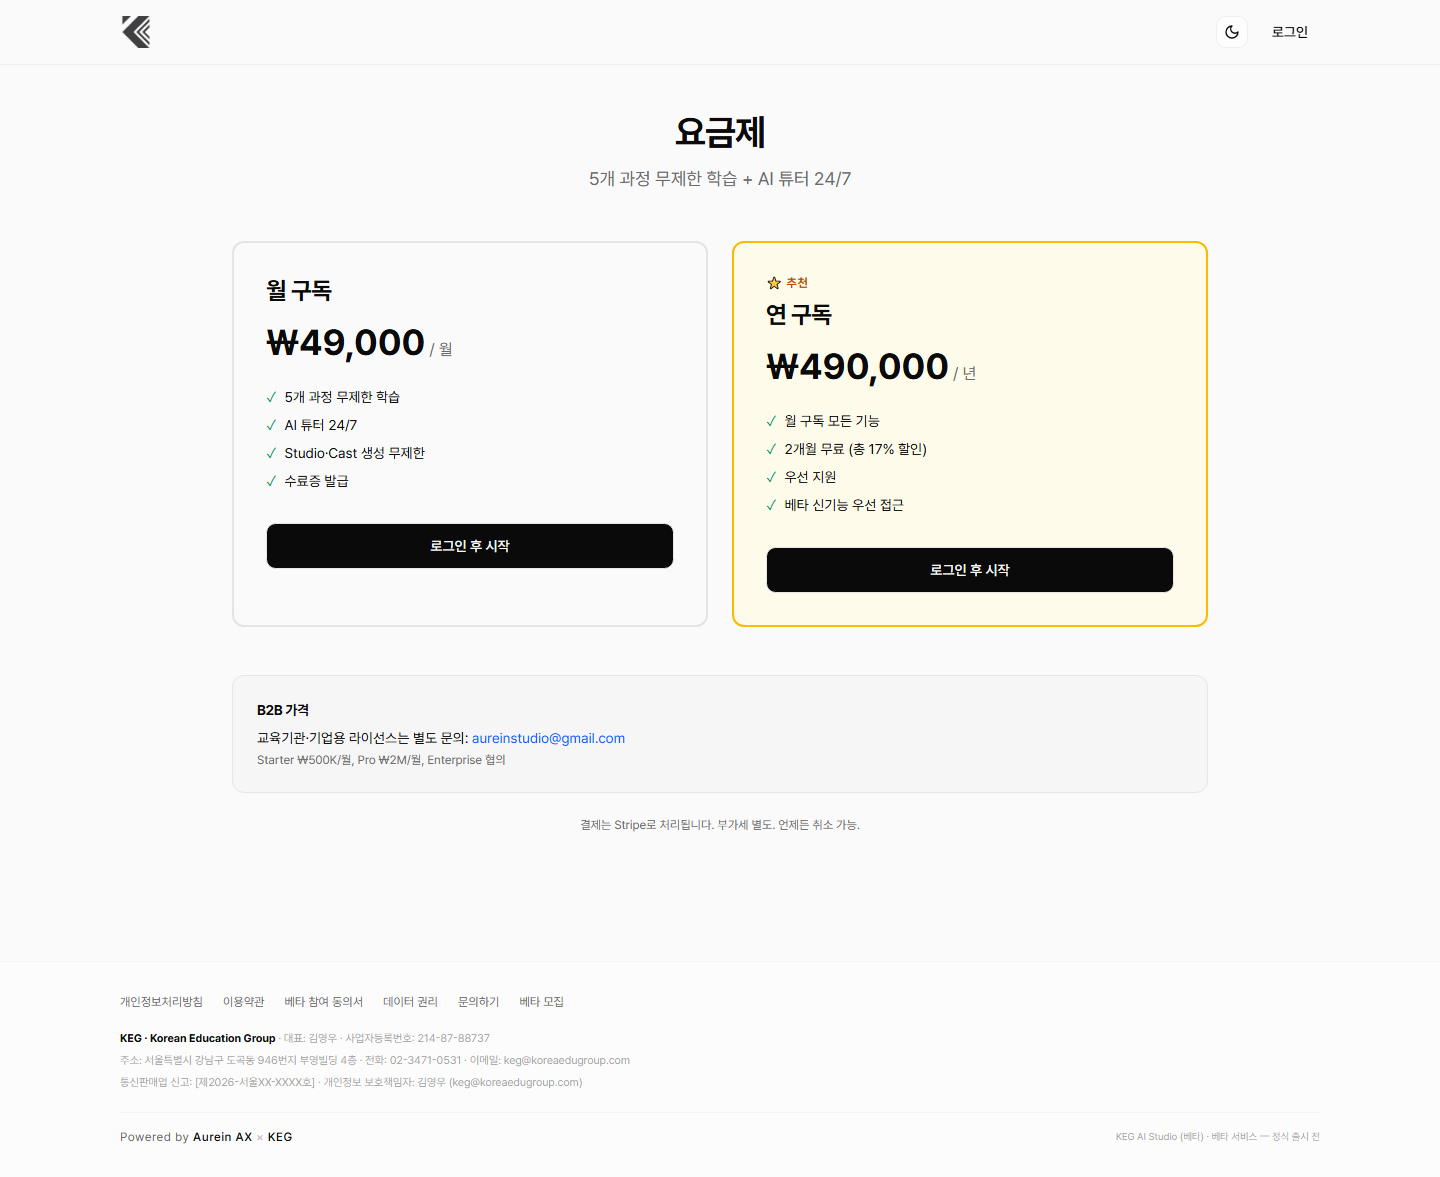 로그인
요금제
5개 과정 무제한 학습 + AI 튜터 24/7
월 구독
₩49,000 / 월
✓ 5개 과정 무제한 학습
✓ AI 튜터 24/7
✓ Studio·Cast 생성 무제한
✓ 수료증 발급
로그인 후 시작
⭐ 추천
연 구독
₩490,000 / 년
✓ 월 구독 모든 기능
✓ 2개월 무료 (총 17% 할인)
✓ 우선 지원
✓ 베타 신기능 우선 접근
로그인 후 시작
B2B 가격
교육기관·기업용 라이선스는 별도 문의: aureinstudio@gmail.com
Starter ₩500K/월, Pro ₩2M/월, Enterprise 협의
결제는 Stripe로 처리됩니다. 부가세 별도. 언제든 취소 가능.
개인정보처리방침 이용약관 베타 참여 동의서 데이터 권리 문의하기 베타 모집
KEG · Korean Education Group · 대표: 김영우 · 사업자등록번호: 214-87-88737
주소: 서울특별시 강남구 도곡동 946번지 부영빌딩 4층 · 전화: 02-3471-0531 · 이메일: keg@koreaedugroup.com
통신판매업 신고: [제2026-서울XX-XXXX호] · 개인정보 보호책임자: 김영우 (keg@koreaedugroup.com)
Powered by Aurein AX × KEG
KEG AI Studio (베타) · 베타 서비스 — 정식 출시 전